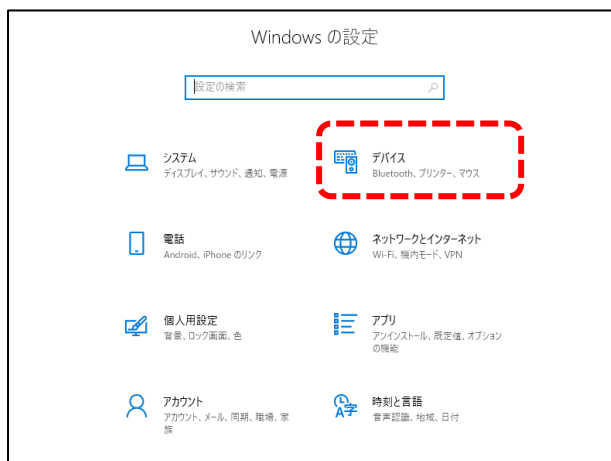 Windows の設定
設定の検索
システム
ディスプレイ、サウンド、通知、電源
デバイス
Bluetooth、プリンター、マウス
電話
Android、iPhone のリンク
ネットワークとインターネット
Wi-Fi、機内モード、VPN
個人用設定
背景、ロック画面、色
アプリ
アンインストール、既定値、オプション
の機能
アカウント
アカウント、メール、同期、職場、家
族
時刻と言語
音声認識、地域、日付